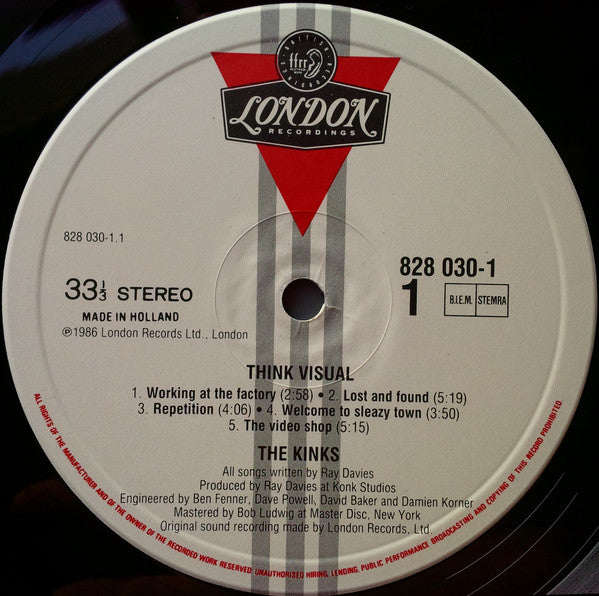 BRITISH RECORDINGS
ffrr
LONDON
RECORDINGS
828 030-1.1
33⅓ STEREO
MADE IN HOLLAND
℗1986 London Records Ltd., London
828 030-1
1
B.I.E.M. STEMRA
THINK VISUAL
1. Working at the factory (2:58) • 2. Lost and found (5:19)
3. Repetition (4:06) • 4. Welcome to sleazy town (3:50)
5. The video shop (5:15)
THE KINKS
All songs written by Ray Davies
Produced by Ray Davies at Konk Studios
Engineered by Ben Fenner, Dave Powell, David Baker and Damien Korner
Mastered by Bob Ludwig at Master Disc, New York
Original sound recording made by London Records, Ltd.
ALL RIGHTS OF THE MANUFACTURER AND OF THE OWNER OF THE RECORDED WORK RESERVED. UNAUTHORISED HIRING, LENDING, PUBLIC PERFORMANCE BROADCASTING AND COPYING OF THIS RECORD PROHIBITED.